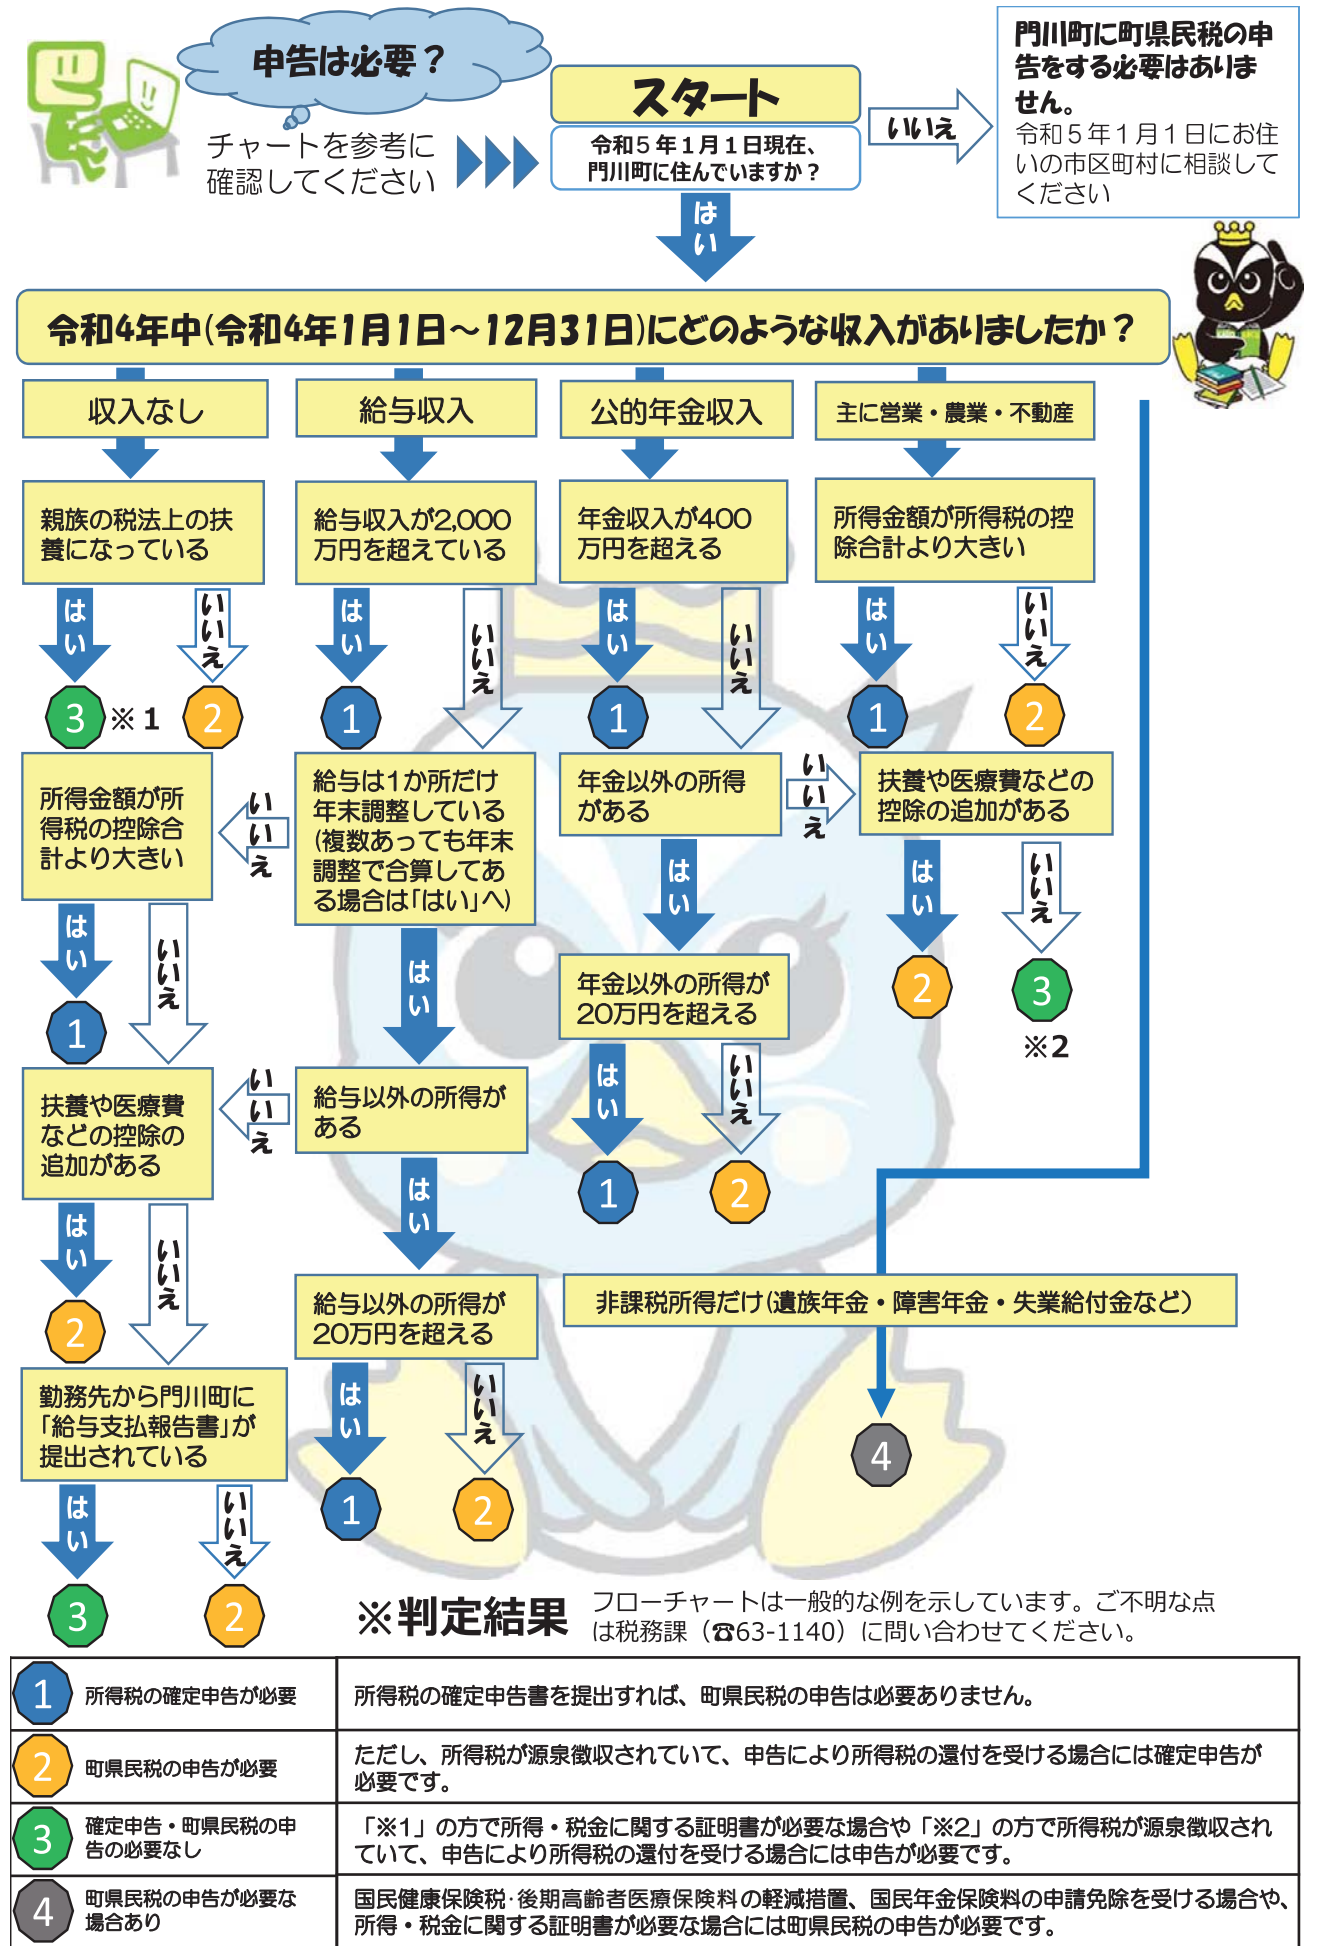 申告は必要？
チャートを参考に
確認してください
スタート
令和５年１月１日現在、
門川町に住んでいますか？
いいえ
門川町に町県民税の申
告をする必要はありま
せん。
令和５年１月１日にお住
いの市区町村に相談して
ください
はい
令和4年中(令和4年1月1日～12月31日)にどのような収入がありましたか？
収入なし
給与収入
公的年金収入
主に営業・農業・不動産
親族の税法上の扶
養になっている
給与収入が2,000
万円を超えている
年金収入が400
万円を超える
所得金額が所得税の控
除合計より大きい
はい
いいえ
はい
いいえ
はい
いいえ
はい
いいえ
3
※1
2
1
1
1
2
所得金額が所
得税の控除合
計より大きい
いいえ
給与は1か所だけ
年末調整している
(複数あっても年末
調整で合算してあ
る場合は｢はい｣へ)
年金以外の所得
がある
いいえ
扶養や医療費などの
控除の追加がある
はい
いいえ
はい
はい
はい
いいえ
1
年金以外の所得が
20万円を超える
2
3
※2
扶養や医療費
などの控除の
追加がある
いいえ
給与以外の所得が
ある
はい
いいえ
1
2
はい
いいえ
はい
2
給与以外の所得が
20万円を超える
非課税所得だけ(遺族年金・障害年金・失業給付金など）
勤務先から門川町に
｢給与支払報告書｣が
提出されている
はい
いいえ
4
はい
いいえ
1
2
3
2
※判定結果
フローチャートは一般的な例を示しています。ご不明な点
は税務課（☎63-1140）に問い合わせてください。
1 所得税の確定申告が必要
所得税の確定申告書を提出すれば、町県民税の申告は必要ありません。
2 町県民税の申告が必要
ただし、所得税が源泉徴収されていて、申告により所得税の還付を受ける場合には確定申告が
必要です。
3 確定申告・町県民税の申
告の必要なし
「※1」の方で所得・税金に関する証明書が必要な場合や「※2」の方で所得税が源泉徴収され
ていて、申告により所得税の還付を受ける場合には申告が必要です。
4 町県民税の申告が必要な
場合あり
国民健康保険税･後期高齢者医療保険料の軽減措置、国民年金保険料の申請免除を受ける場合や、
所得・税金に関する証明書が必要な場合には町県民税の申告が必要です。